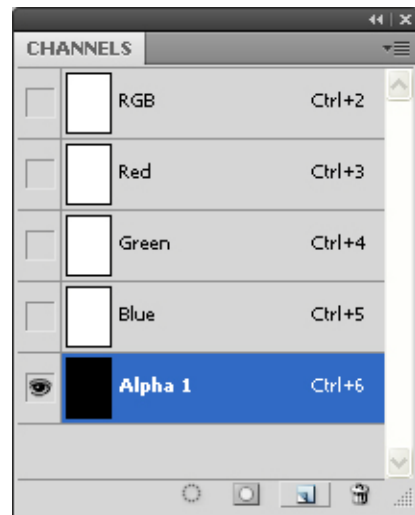 CHANNELS
RGB Ctrl+2
Red Ctrl+3
Green Ctrl+4
Blue Ctrl+5
Alpha 1 Ctrl+6